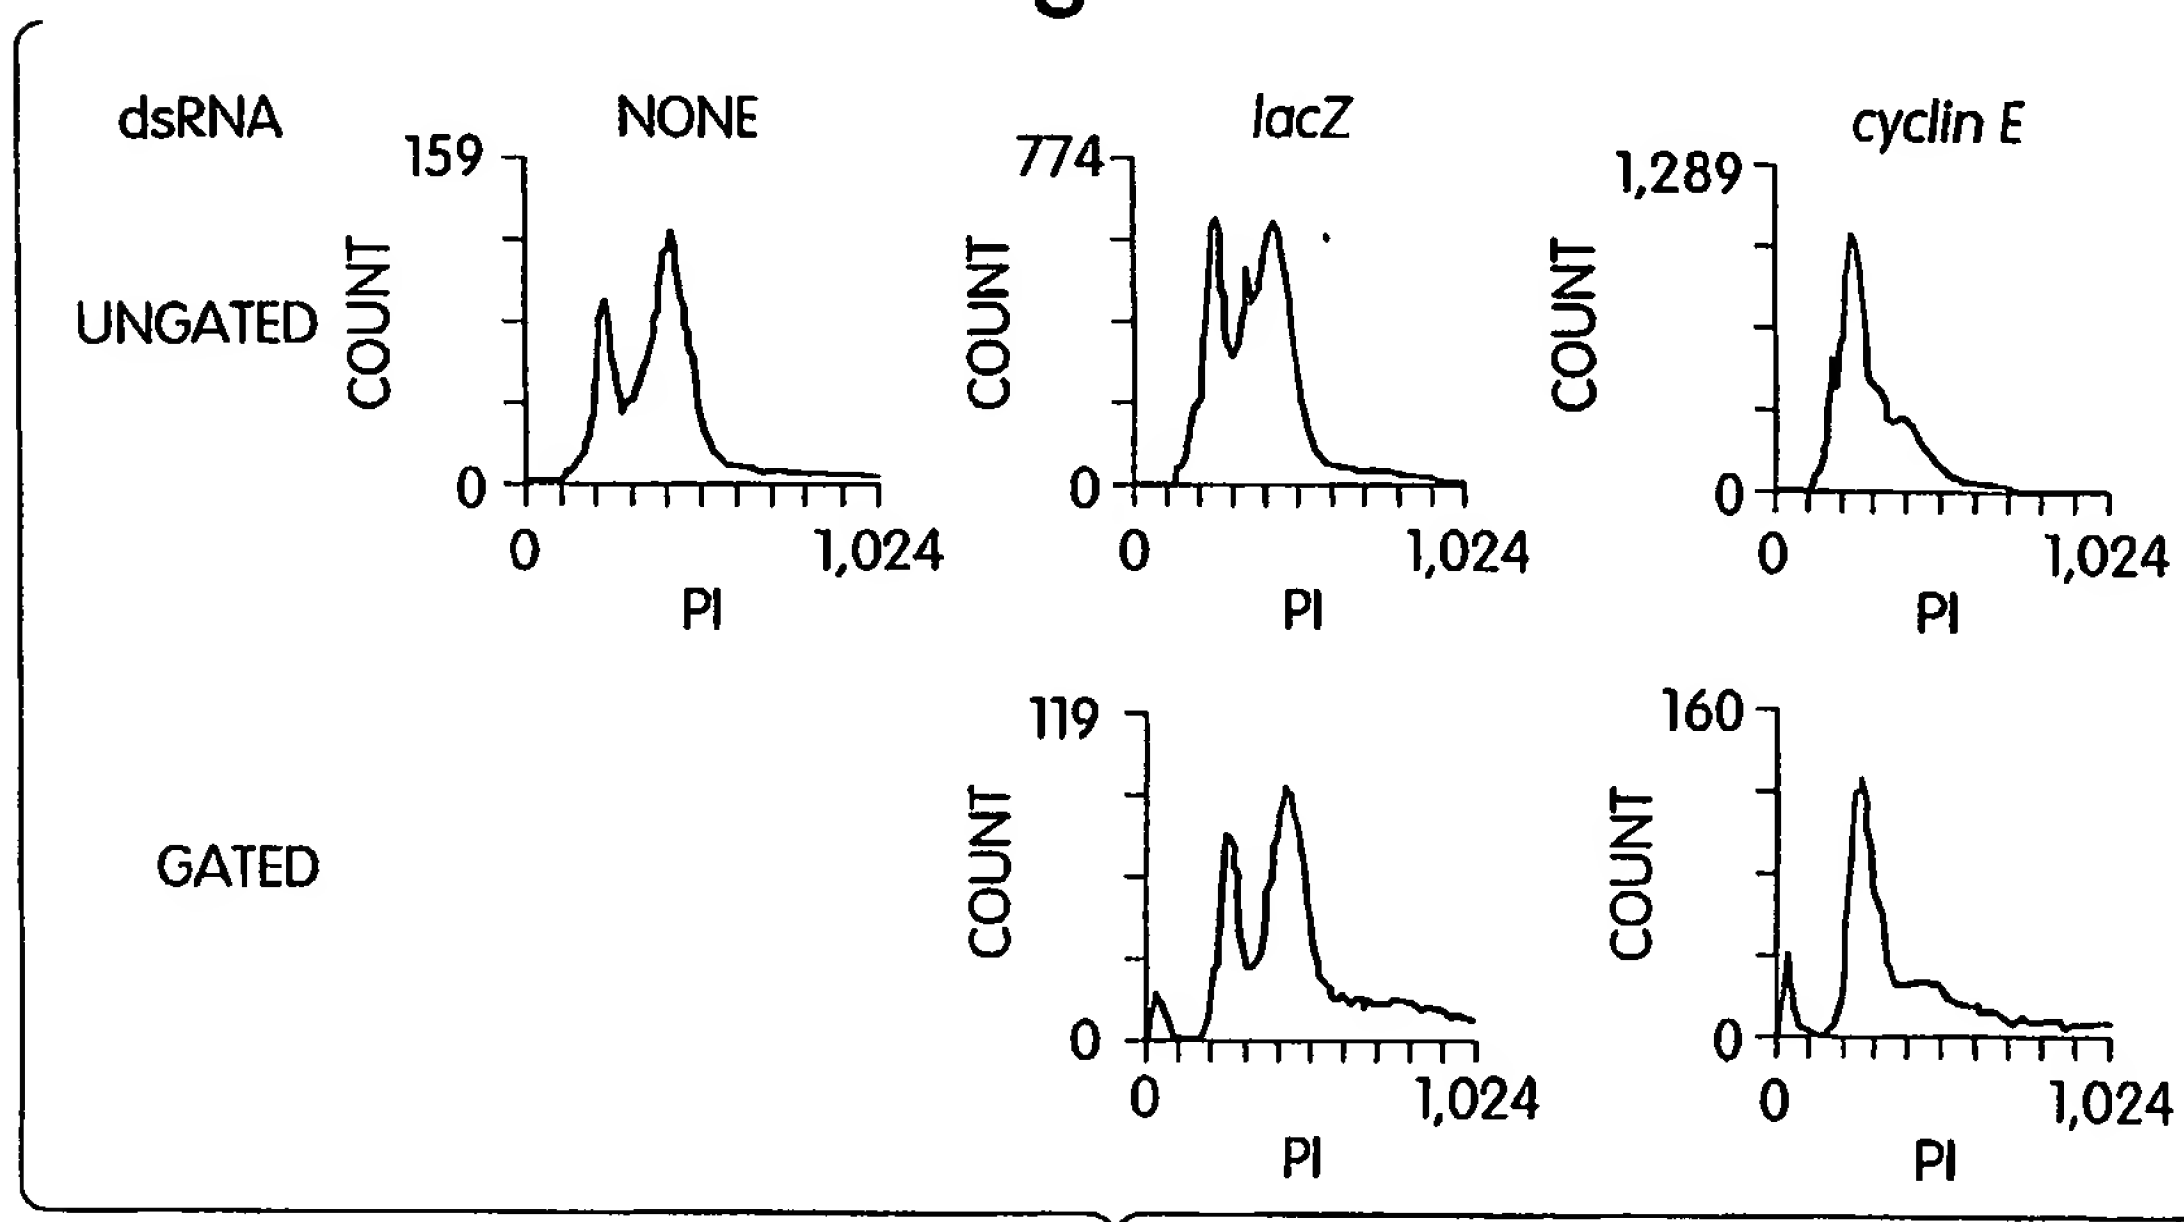 dsRNA NONE lacZ cyclin E
159 774 1,289
UNGATED COUNT COUNT COUNT
0 0 0
0 1,024 0 1,024 0 1,024
PI PI PI
119 160
GATED COUNT COUNT
0 0
0 1,024 0 1,024
PI PI